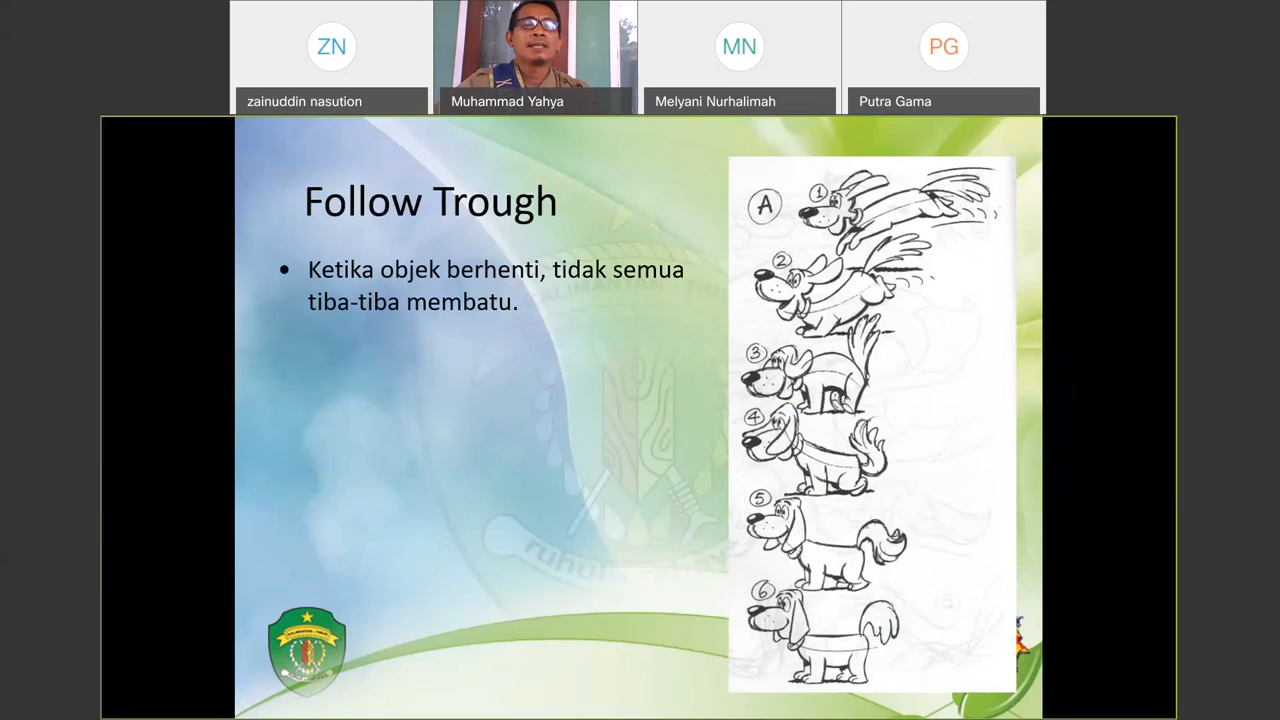 ZN
MN
PG
zainuddin nasution
Muhammad Yahya
Melyani Nurhalimah
Putra Gama
Follow Trough
• Ketika objek berhenti, tidak semua
tiba-tiba membatu.
A
1
2
3
4
5
6